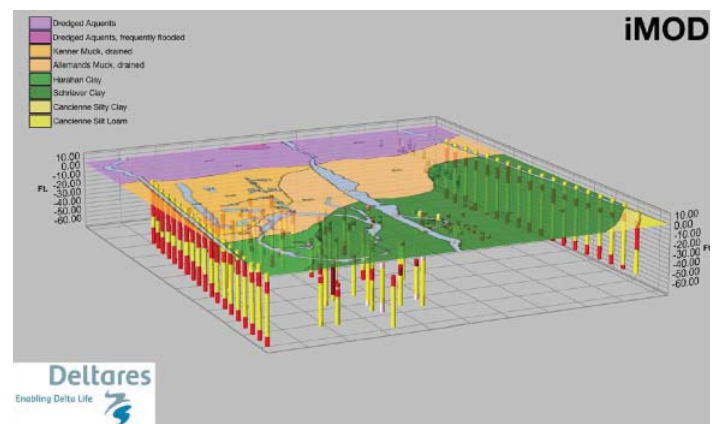 iMOD
Dredged Aquents
Dredged Aquents, frequently flooded
Kenner Muck, drained
Allemands Muck, drained
Harahan Clay
Schriever Clay
Cancienne Silty Clay
Cancienne Silt Loam
10.00
0.00
-10.00
-20.00
Ft.
-30.00
-40.00
-50.00
-60.00
10.00
0.00
-10.00
-20.00
Ft
-30.00
-40.00
-50.00
-60.00
Deltares
Enabling Delta Life